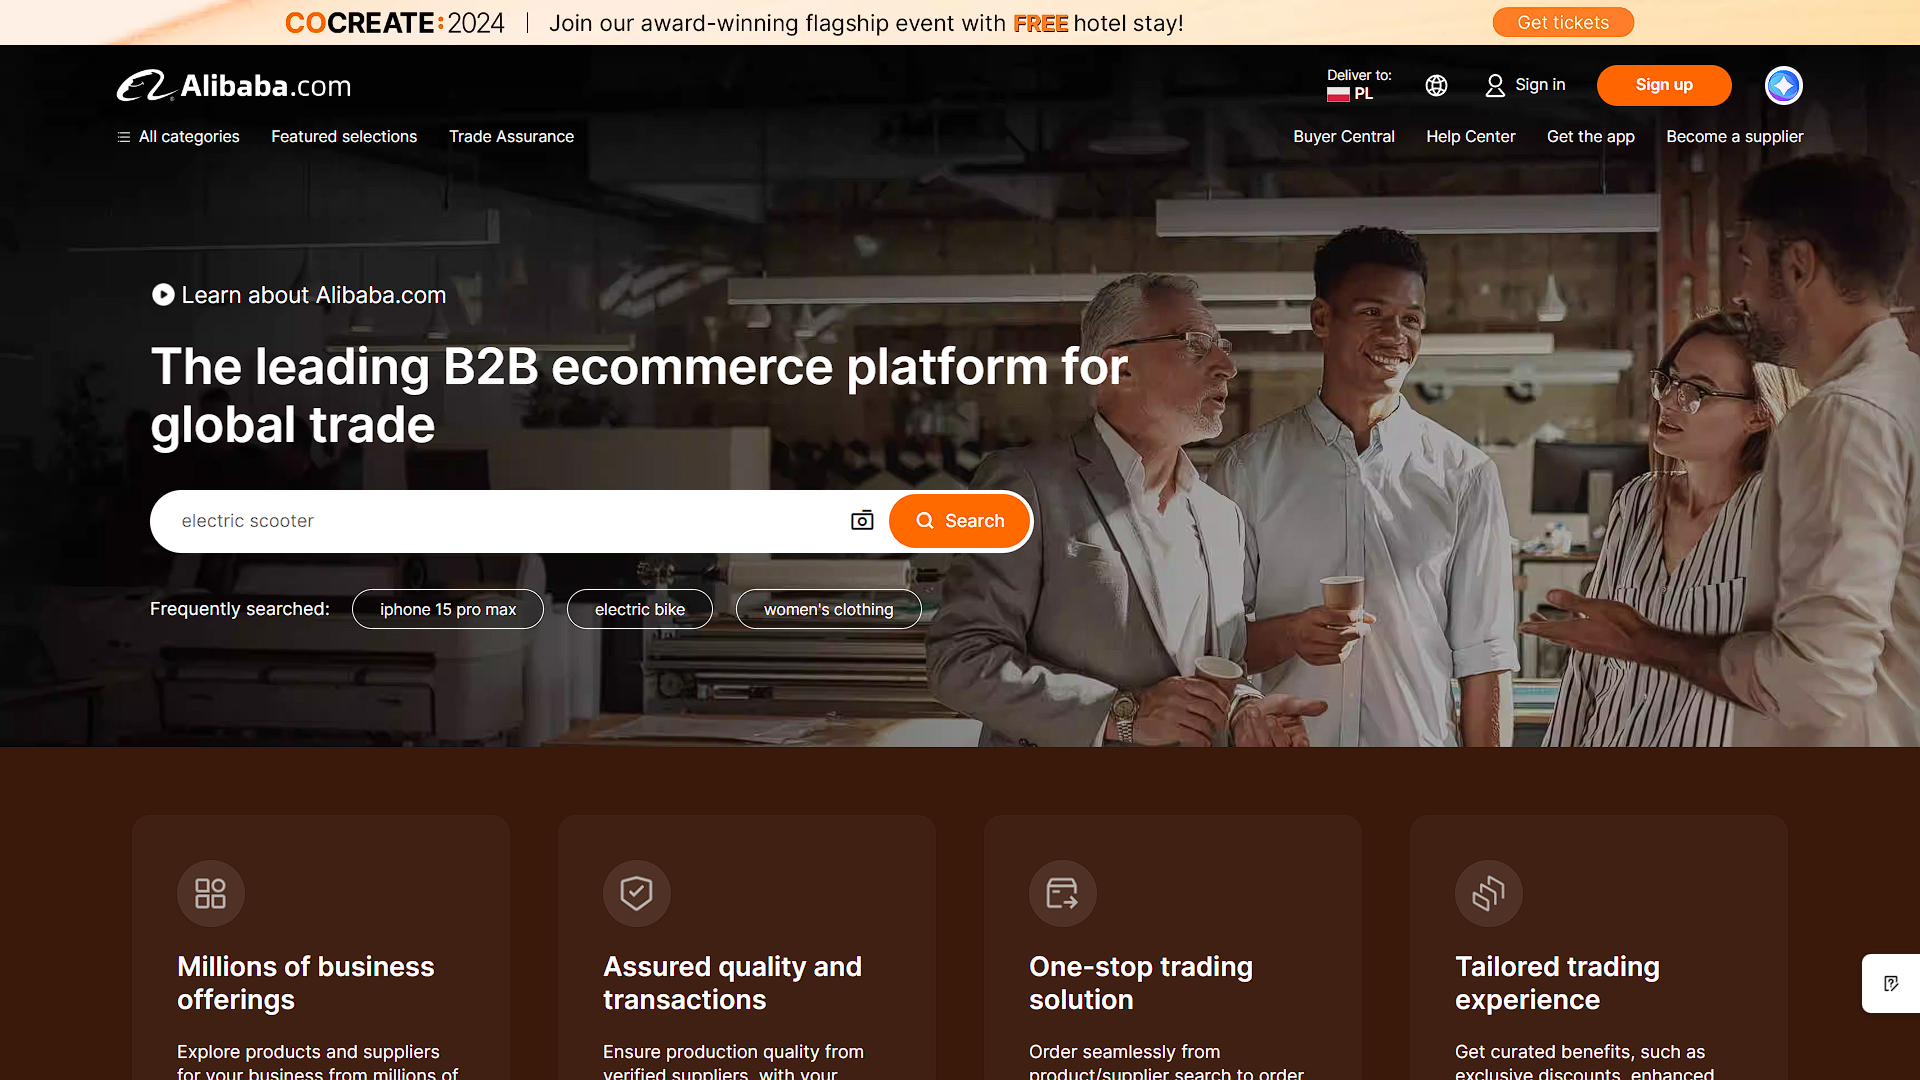 COCREATE:2024 | Join our award-winning flagship event with FREE hotel stay!
Get tickets
Alibaba.com
Deliver to:
PL
Sign in
Sign up
All categories
Featured selections
Trade Assurance
Buyer Central
Help Center
Get the app
Become a supplier
Learn about Alibaba.com
The leading B2B ecommerce platform for
global trade
electric scooter
Search
Frequently searched:
iphone 15 pro max
electric bike
women's clothing
Millions of business
offerings
Explore products and suppliers
for your business from millions of
Assured quality and
transactions
Ensure production quality from
verified suppliers, with your
One-stop trading
solution
Order seamlessly from
product/supplier search to order
Tailored trading
experience
Get curated benefits, such as
exclusive discounts, enhanced